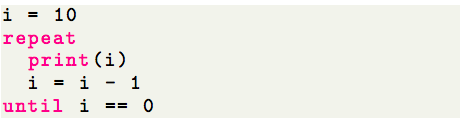 i = 10
repeat
  print(i)
  i = i - 1
until i == 0